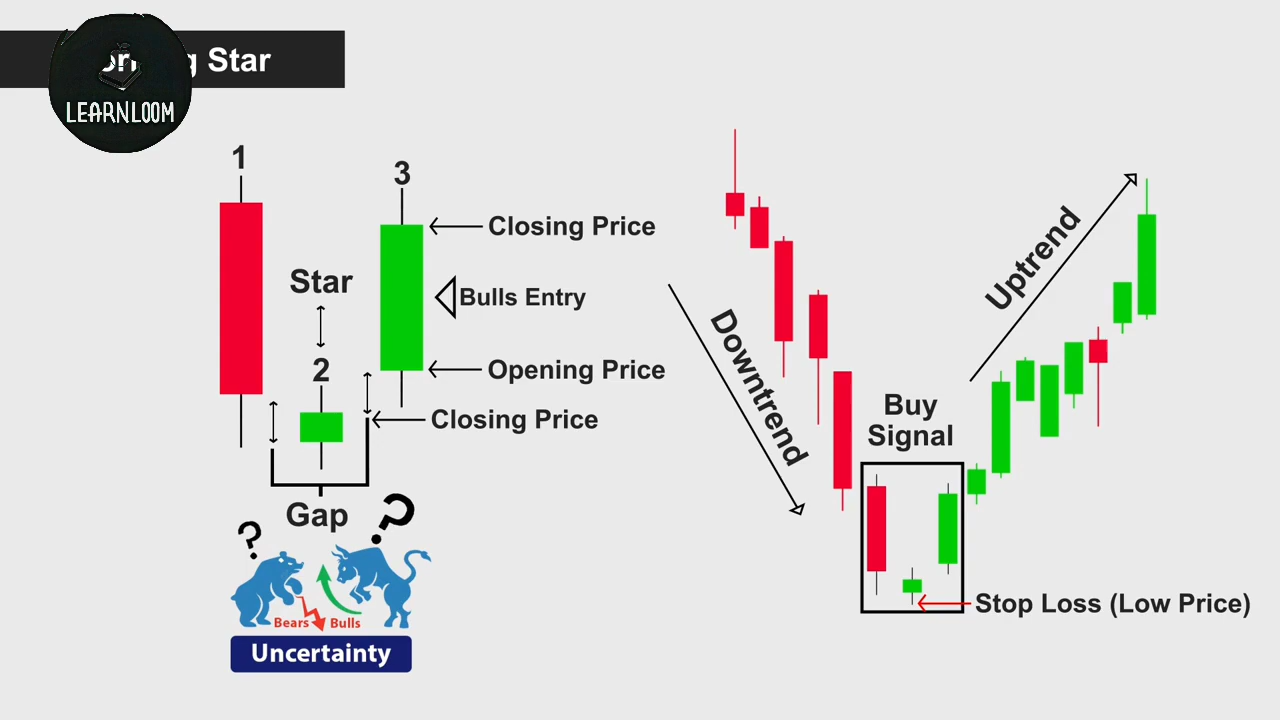 Star
LEARNLOOM
1
3
Closing Price
Star
Bulls Entry
2
Opening Price
Closing Price
Gap
?
?
Bears
Bulls
Uncertainty
Downtrend
Uptrend
Buy
Signal
Stop Loss (Low Price)